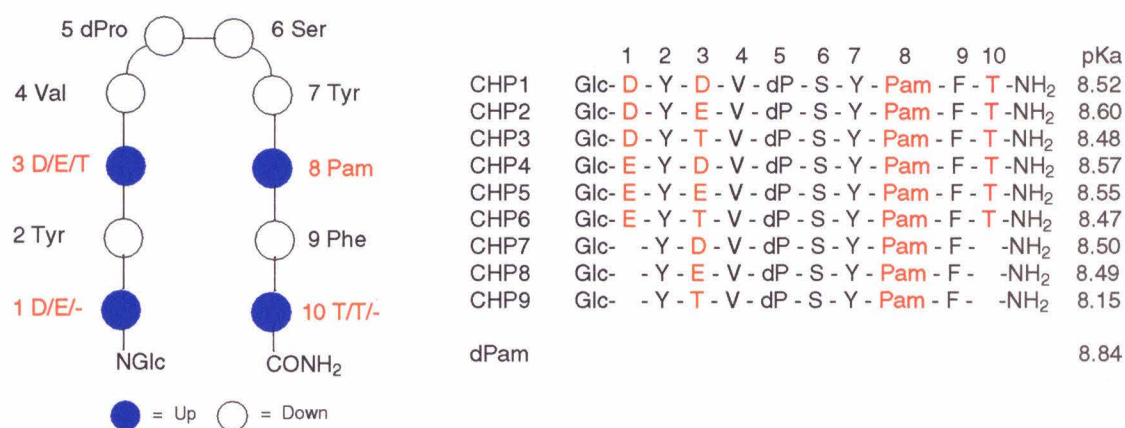 5 dPro 6 Ser
4 Val 7 Tyr
3 D/E/T 8 Pam
2 Tyr 9 Phe
1 D/E/- 10 T/T/-
NGlc CONH₂
= Up = Down
1 2 3 4 5 6 7 8 9 10 pKa
CHP1 Glc- D - Y - D - V - dP - S - Y - Pam - F - T -NH₂ 8.52
CHP2 Glc- D - Y - E - V - dP - S - Y - Pam - F - T -NH₂ 8.60
CHP3 Glc- D - Y - T - V - dP - S - Y - Pam - F - T -NH₂ 8.48
CHP4 Glc- E - Y - D - V - dP - S - Y - Pam - F - T -NH₂ 8.57
CHP5 Glc- E - Y - E - V - dP - S - Y - Pam - F - T -NH₂ 8.55
CHP6 Glc- E - Y - T - V - dP - S - Y - Pam - F - T -NH₂ 8.47
CHP7 Glc- - Y - D - V - dP - S - Y - Pam - F - -NH₂ 8.50
CHP8 Glc- - Y - E - V - dP - S - Y - Pam - F - -NH₂ 8.49
CHP9 Glc- - Y - T - V - dP - S - Y - Pam - F - -NH₂ 8.15
dPam 8.84